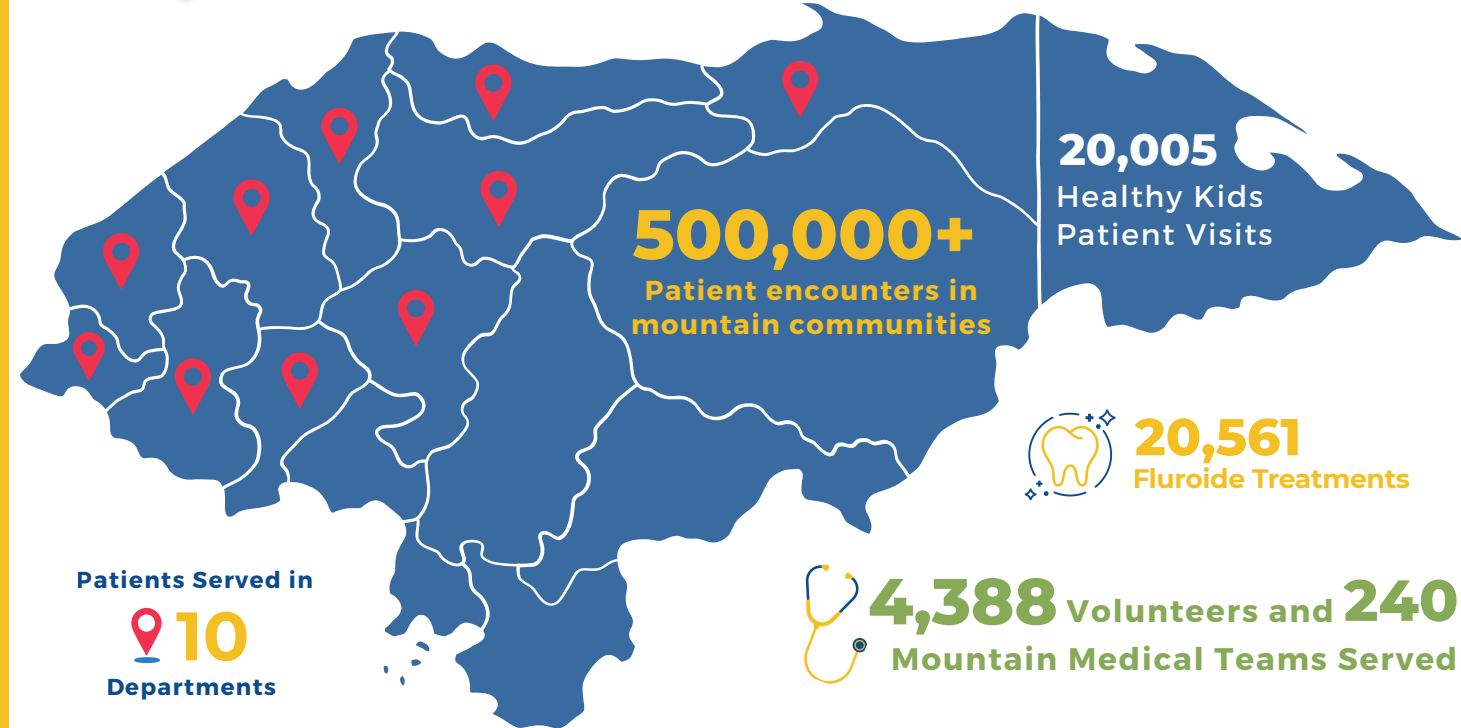 20,005
Healthy Kids
Patient Visits
500,000+
Patient encounters in
mountain communities
20,561
Fluroide Treatments
Patients Served in
10
Departments
4,388 Volunteers and 240
Mountain Medical Teams Served